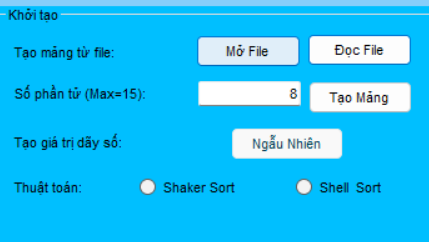 Khởi tạo
Tạo mảng từ file: Mở File Đọc File
Số phần tử (Max=15): 8 Tạo Mảng
Tạo giá trị dãy số: Ngẫu Nhiên
Thuật toán: Shaker Sort Shell Sort